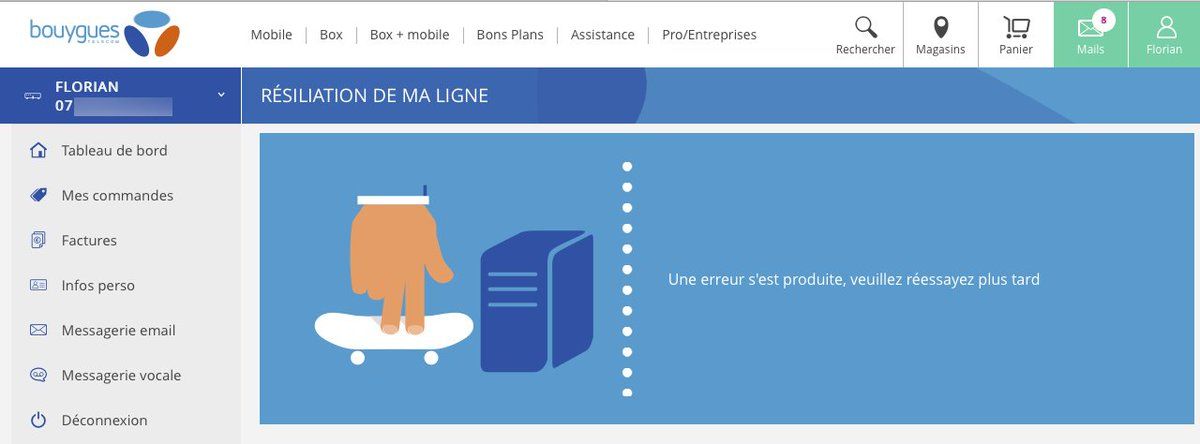 bouygues
TELECOM
Mobile
Box
Box + mobile
Bons Plans
Assistance
Pro/Entreprises
Rechercher
Magasins
Panier
8
Mails
Florian
FLORIAN
07
RÉSILIATION DE MA LIGNE
Tableau de bord
Mes commandes
Factures
Infos perso
Messagerie email
Messagerie vocale
Déconnexion
Une erreur s'est produite, veuillez réessayez plus tard